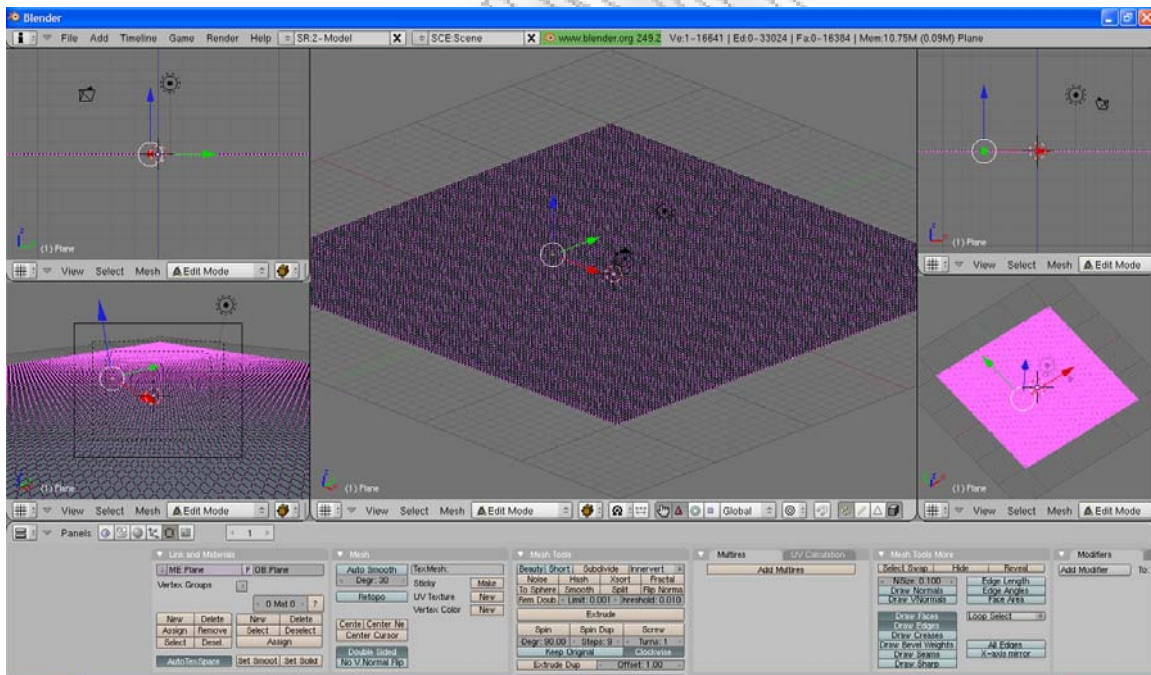 Blender
File Add Timeline Game Render Help SR:2-Model X SCE:Scene X www.blender.org 249.2 Ve:1-16641 | Ed:0-33024 | Fa:0-16384 | Mem:10.75M (0.09M) Plane
(1) Plane
(1) Plane
View Select Mesh Edit Mode
View Select Mesh Edit Mode
(1) Plane
(1) Plane
(1) Plane
View Select Mesh Edit Mode
View Select Mesh Edit Mode Global
View Select Mesh Edit Mode
Panels 1
Link and Materials
ME:Plane F OB:Plane
Vertex Groups
0 Mat 0 ?
New Delete New Delete
Assign Remove Select Deselect
Select Desel. Assign
AutoTexSpace Set Smoot Set Solid
Mesh
Auto Smooth TexMesh:
Degr: 30 Sticky Make
Retopo UV Texture New
Vertex Color New
Cente Center Ne
Center Cursor
Double Sided
No V.Normal Flip
Mesh Tools
Beauty Short Subdivide Innervert
Noise Hash Xsort Fractal
To Sphere Smooth Split Flip Norma
Rem Doub Limit: 0.001 Threshold: 0.010
Extrude
Spin Spin Dup Screw
Degr: 90.00 Steps: 9 Turns: 1
Keep Original Clockwise
Extrude Dup Offset: 1.00
Multires UV Calculation
Add Multires
Mesh Tools More
Select Swap Hide Reveal
NSize: 0.100 Edge Length
Draw Normals Edge Angles
Draw VNormals Face Area
Draw Faces Loop Select
Draw Edges
Draw Creases
Draw Bevel Weights All Edges
Draw Seams X-axis mirror
Draw Sharp
Modifiers
Add Modifier To: